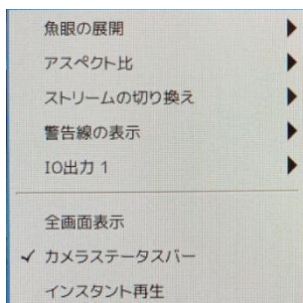 魚眼の展開
アスペクト比
ストリームの切り換え
警告線の表示
IO出力 1
全画面表示
カメラステータスバー
インスタント再生